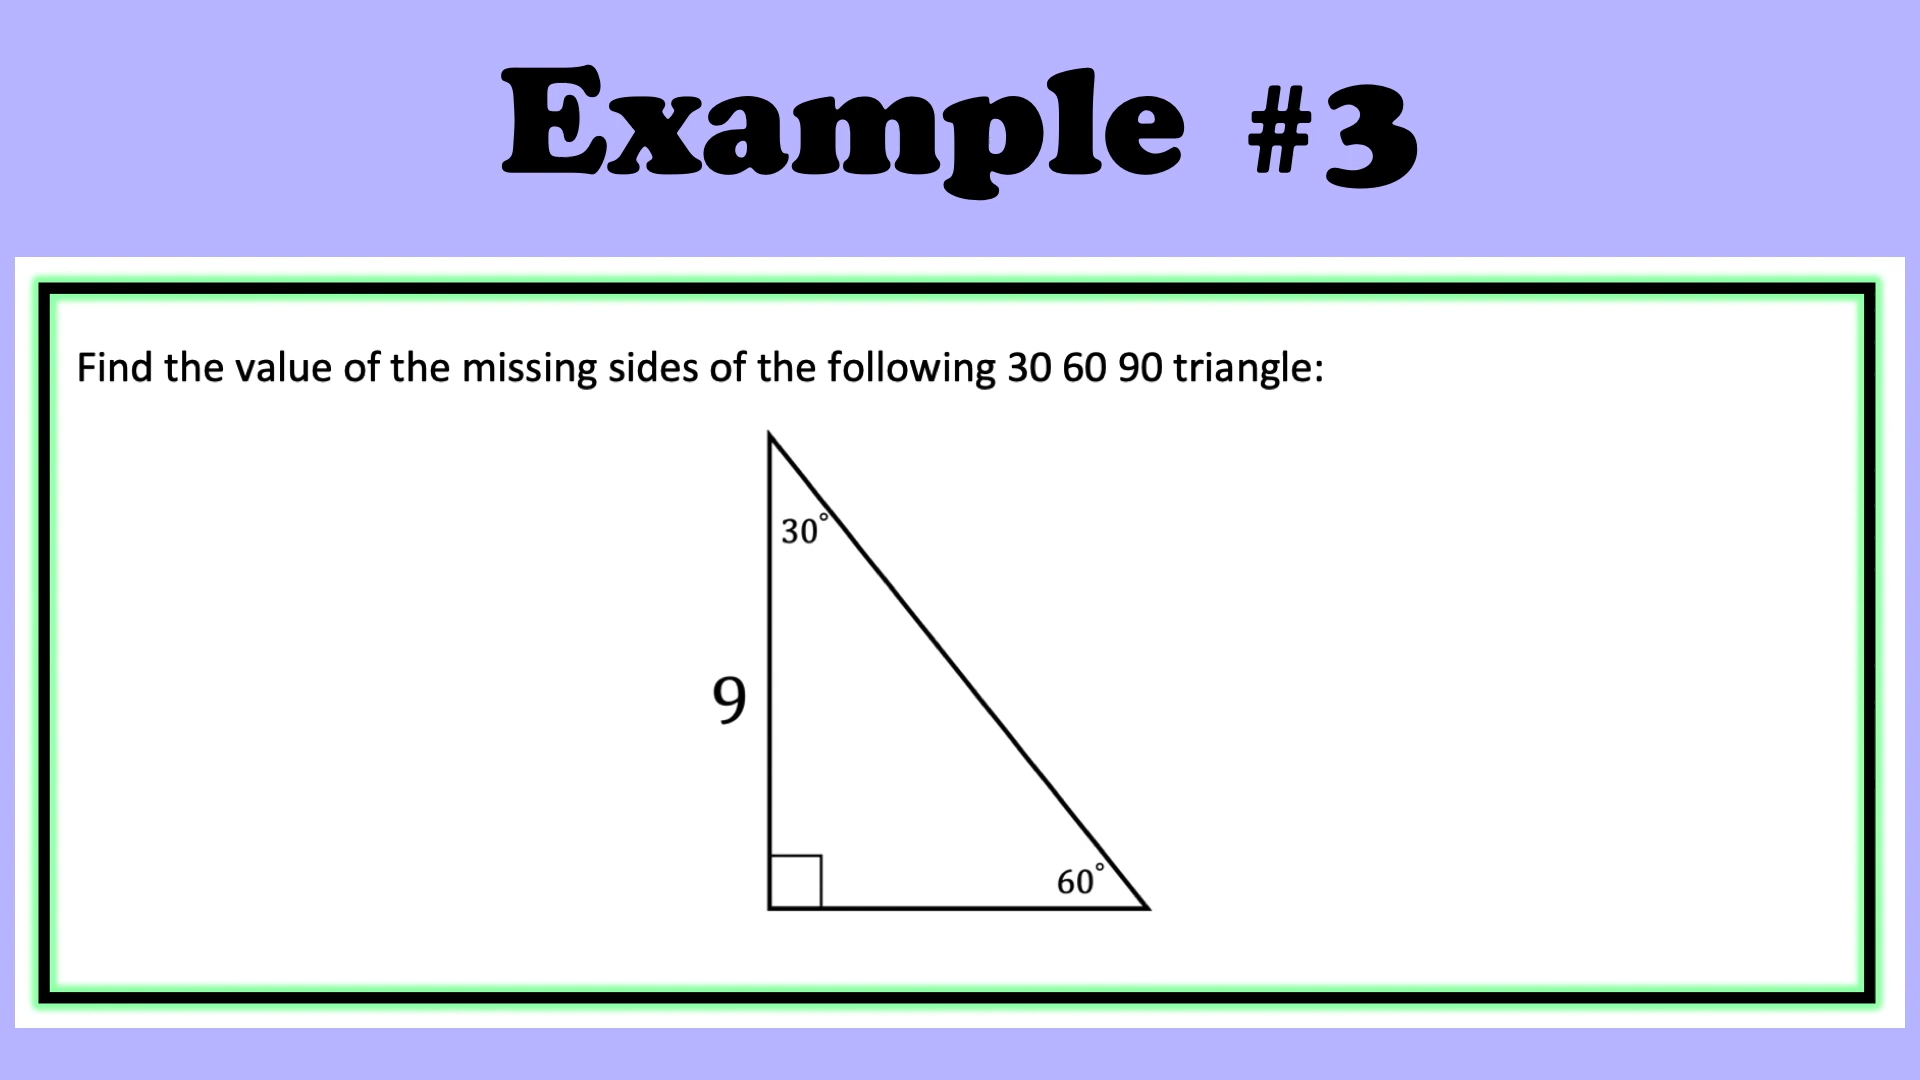 Example #3
Find the value of the missing sides of the following 30 60 90 triangle:
30°
9
60°